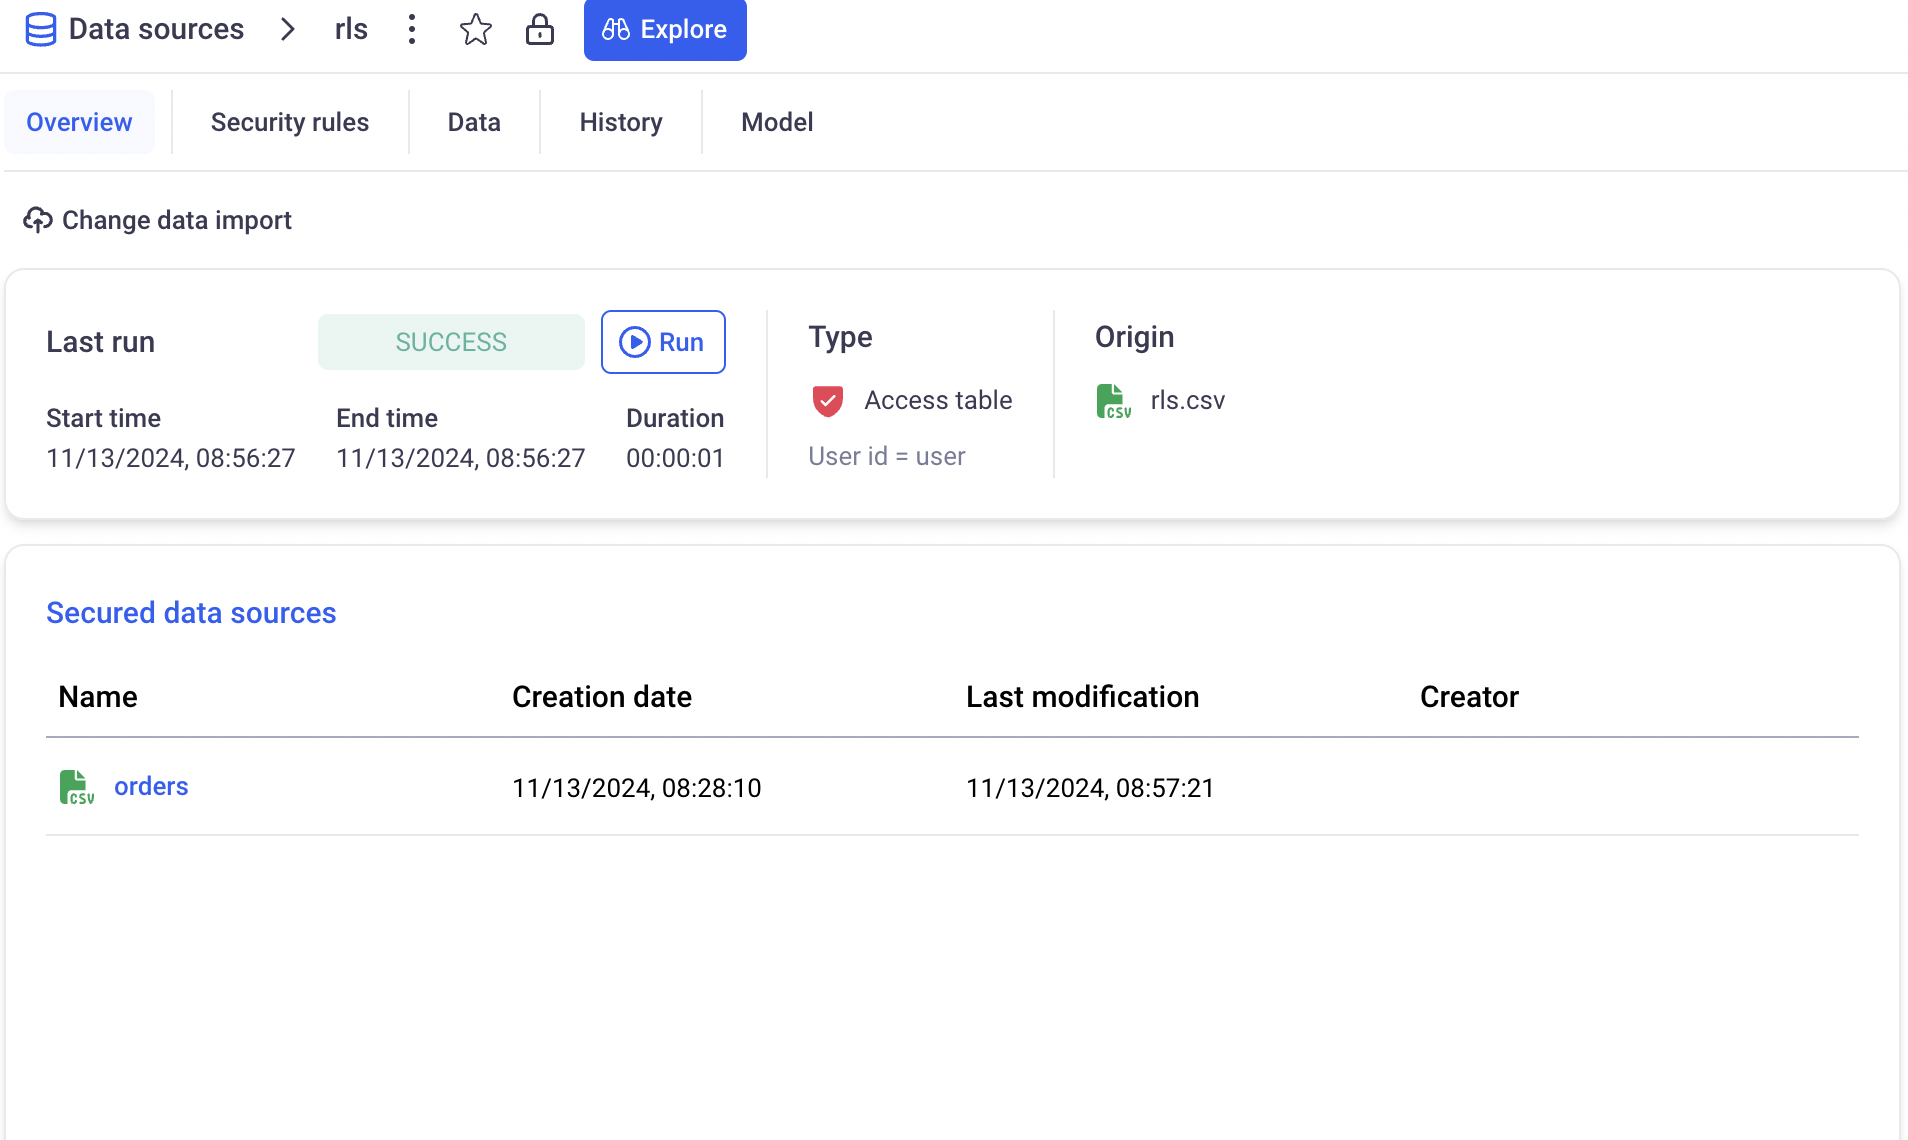 Data sources > rls Explore
Overview Security rules Data History Model
Change data import
Last run SUCCESS Run Type Origin
Access table rls.csv
Start time End time Duration
11/13/2024, 08:56:27 11/13/2024, 08:56:27 00:00:01 User id = user
Secured data sources
Name Creation date Last modification Creator
CSV orders 11/13/2024, 08:28:10 11/13/2024, 08:57:21